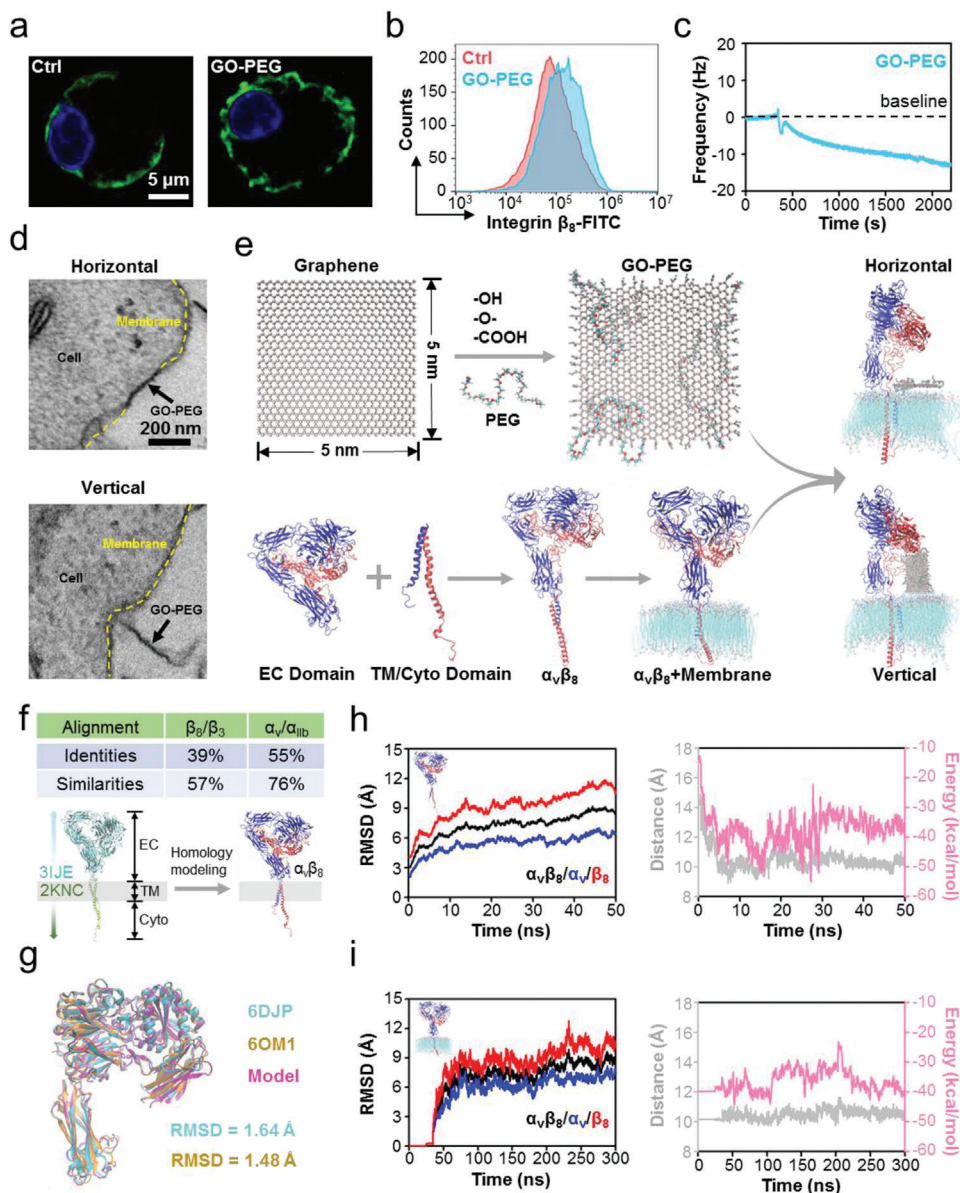 a
Ctrl
GO-PEG
5 μm
b
Ctrl
GO-PEG
Counts
200
150
100
50
0
10³ 10⁴ 10⁵ 10⁶ 10⁷
Integrin β₈-FITC
c
GO-PEG
baseline
Frequency (Hz)
20
10
0
-10
-20
0 500 1000 1500 2000
Time (s)
d
Horizontal
Membrane
Cell
GO-PEG
200 nm
Vertical
Membrane
Cell
GO-PEG
e
Graphene
5 nm
5 nm
-OH
-O-
-COOH
PEG
GO-PEG
Horizontal
EC Domain
+
TM/Cyto Domain
αᵥβ₈
αᵥβ₈+Membrane
Vertical
f
Alignment β₈/β₃ αᵥ/α_IIb
Identities 39% 55%
Similarities 57% 76%
3IJE
2KNC
EC
TM
Cyto
Homology
modeling
αᵥβ₈
g
6DJP
6OM1
Model
RMSD = 1.64 Å
RMSD = 1.48 Å
h
RMSD (Å)
15
12
9
6
3
0
αᵥβ₈/αᵥ/β₈
0 10 20 30 40 50
Time (ns)
Distance (Å)
18
16
14
12
10
8
Energy (kcal/mol)
-10
-20
-30
-40
-50
-60
0 10 20 30 40 50
Time (ns)
i
RMSD (Å)
15
12
9
6
3
0
αᵥβ₈/αᵥ/β₈
0 50 100 150 200 250 300
Time (ns)
Distance (Å)
18
16
14
12
10
8
Energy (kcal/mol)
-10
-20
-30
-40
-50
-60
0 50 100 150 200 250 300
Time (ns)